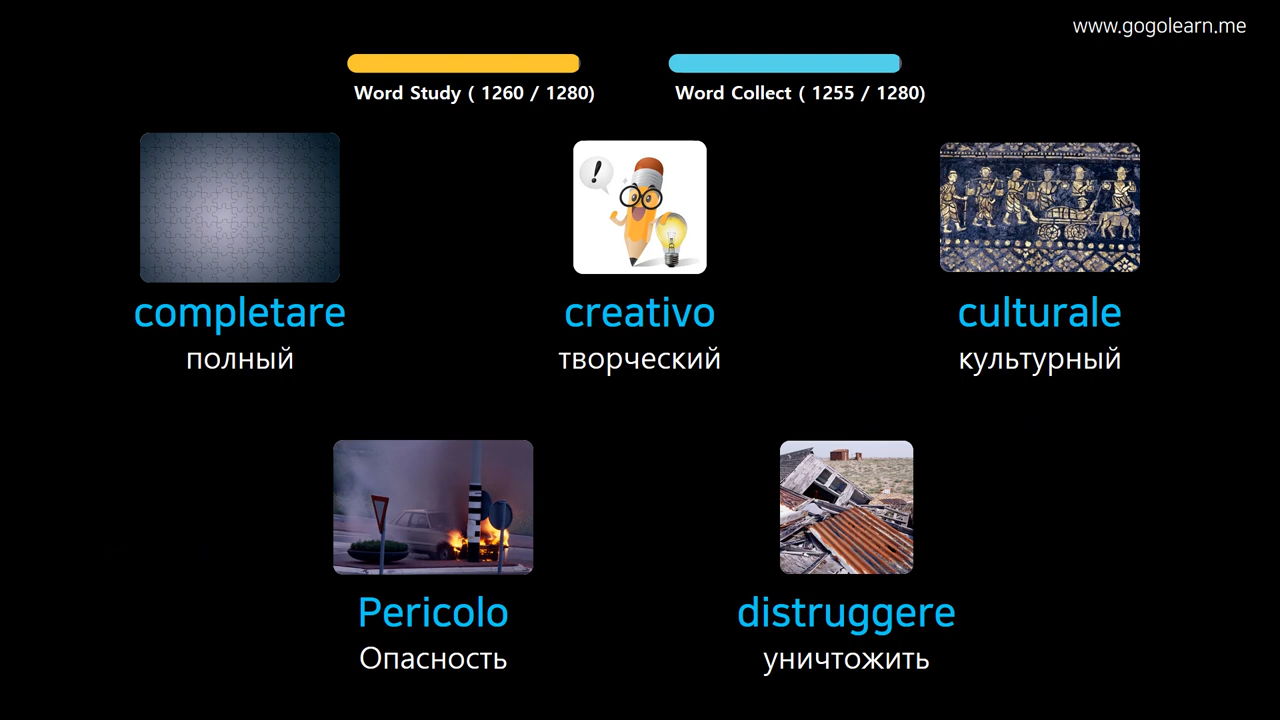 www.gogolearn.me
Word Study ( 1260 / 1280)
Word Collect ( 1255 / 1280)
!
completare
creativo
culturale
полный
творческий
культурный
Pericolo
distruggere
Опасность
уничтожить